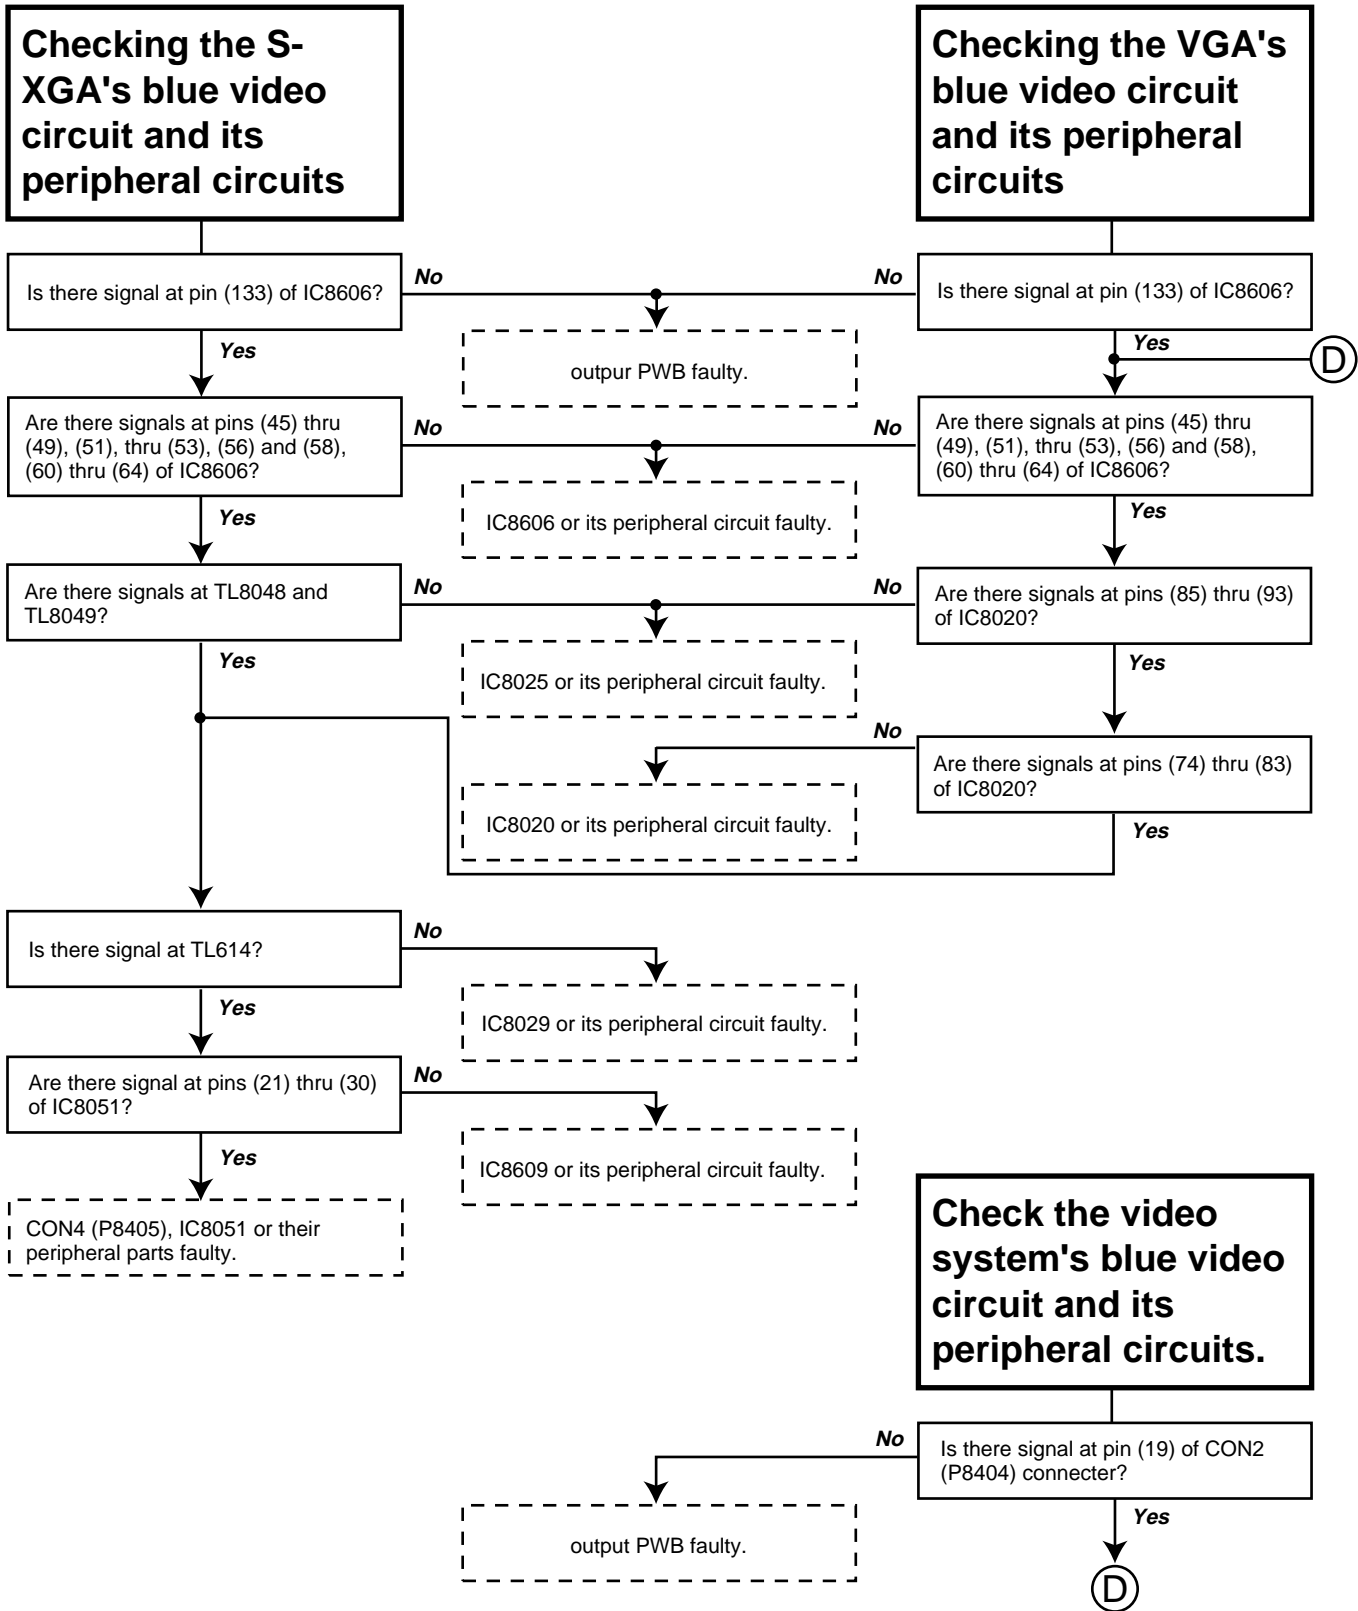 Checking the S-
XGA's blue video
circuit and its
peripheral circuits
Is there signal at pin (133) of IC8606?
No
Yes
Are there signals at pins (45) thru
(49), (51), thru (53), (56) and (58),
(60) thru (64) of IC8606?
No
Yes
Are there signals at TL8048 and
TL8049?
No
Yes
Is there signal at TL614?
No
Yes
Are there signal at pins (21) thru (30)
of IC8051?
No
Yes
CON4 (P8405), IC8051 or their
peripheral parts faulty.
outpur PWB faulty.
IC8606 or its peripheral circuit faulty.
IC8025 or its peripheral circuit faulty.
IC8020 or its peripheral circuit faulty.
IC8029 or its peripheral circuit faulty.
IC8609 or its peripheral circuit faulty.
Checking the VGA's
blue video circuit
and its peripheral
circuits
No
Is there signal at pin (133) of IC8606?
Yes
D
No
Are there signals at pins (45) thru
(49), (51), thru (53), (56) and (58),
(60) thru (64) of IC8606?
Yes
No
Are there signals at pins (85) thru (93)
of IC8020?
Yes
No
Are there signals at pins (74) thru (83)
of IC8020?
Yes
Check the video
system's blue video
circuit and its
peripheral circuits.
No
Is there signal at pin (19) of CON2
(P8404) connecter?
Yes
output PWB faulty.
D